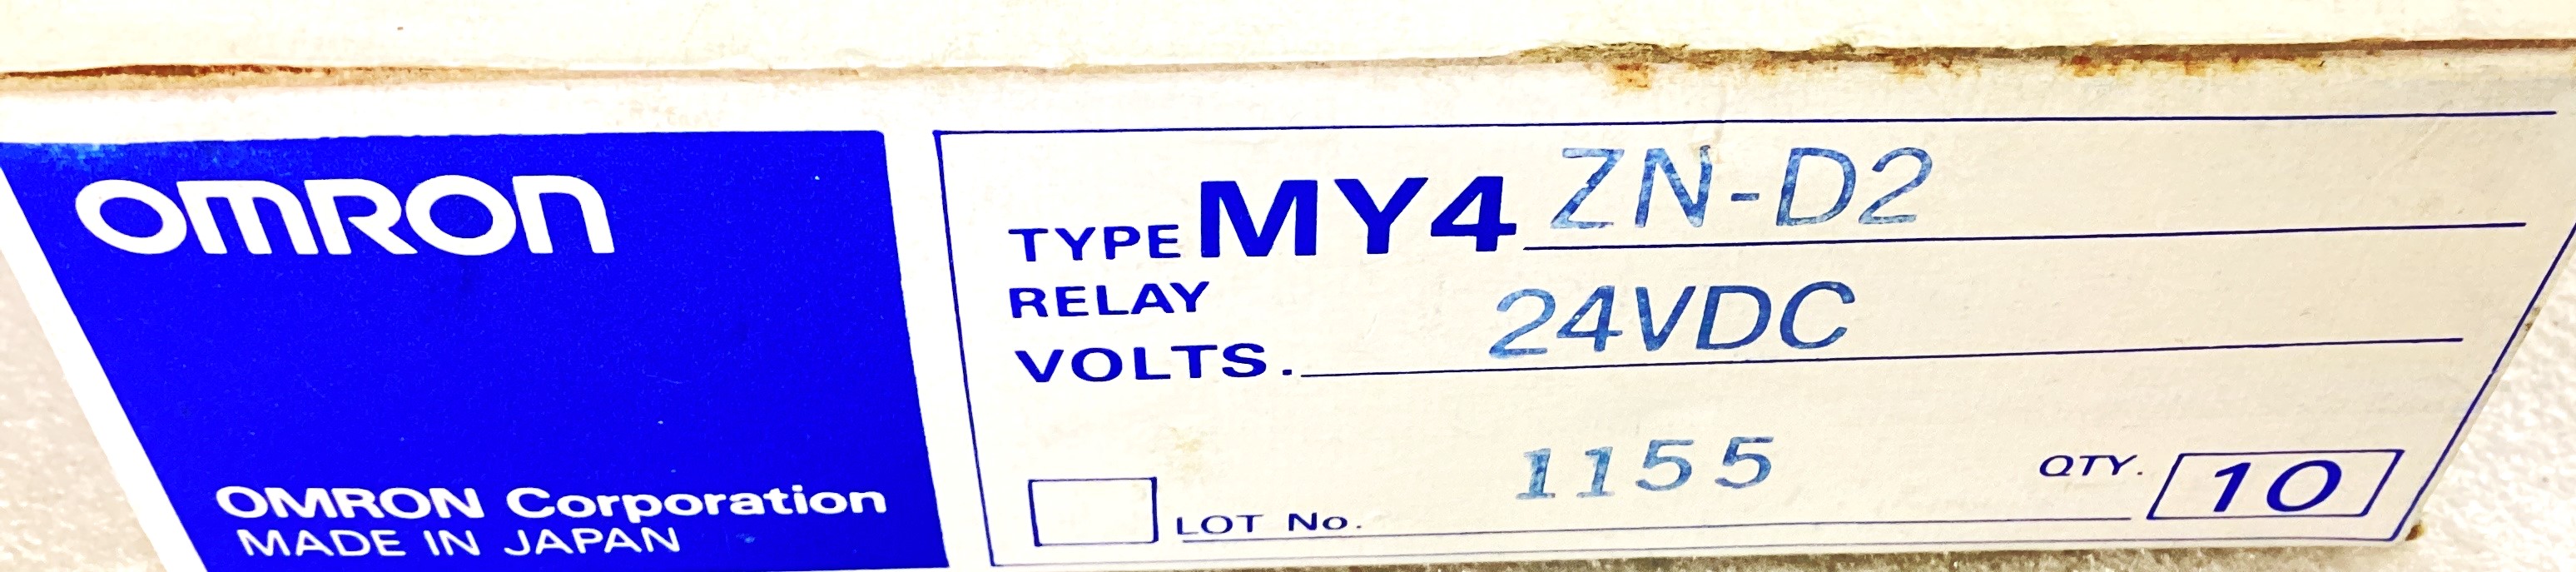 OMRON
OMRON Corporation
MADE IN JAPAN
TYPE MY4 ZN-D2
RELAY
VOLTS. 24VDC
LOT No. 1155
QTY. 10